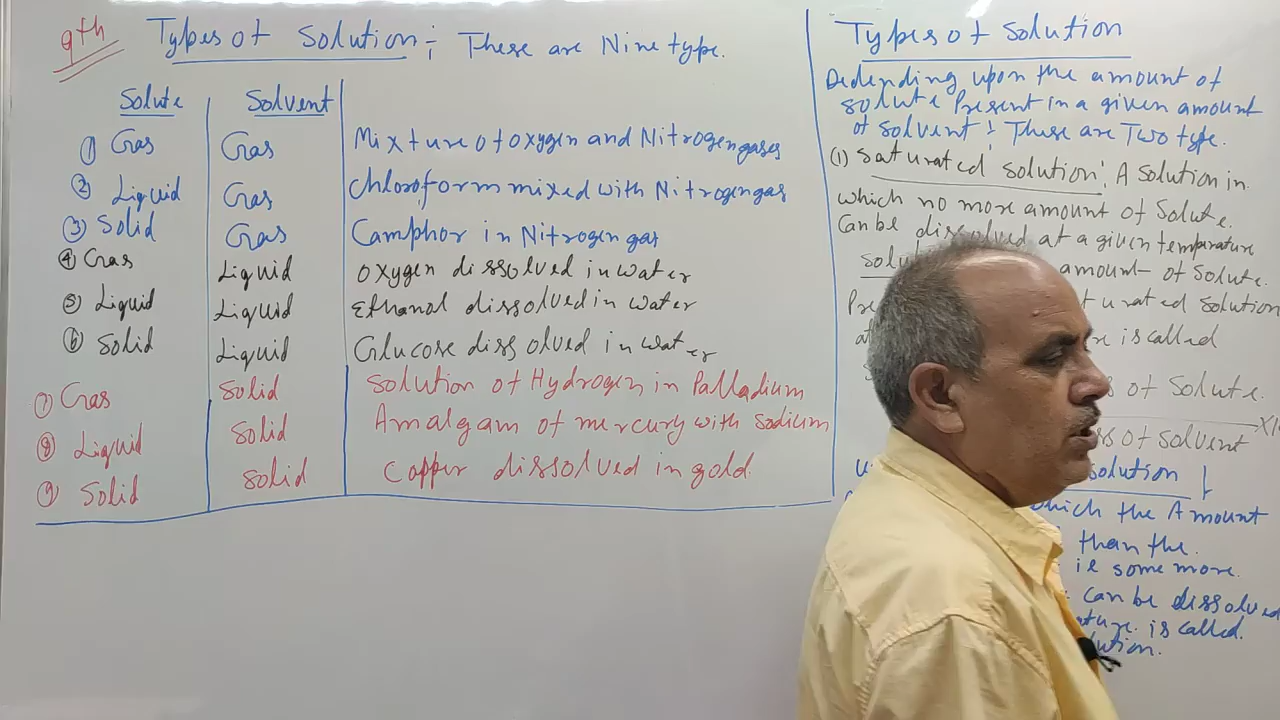 9th
Types of Solution :- These are Nine type.
Solute Solvent
① Gas Gas Mixture of oxygen and Nitrogen gases
② Liquid Gas Chloroform mixed with Nitrogen gas
③ Solid Gas Camphor in Nitrogen gas
④ Gas Liquid Oxygen dissolved in water
⑤ Liquid Liquid Ethanol dissolved in water
⑥ Solid Liquid Glucose dissolved in water
⑦ Gas Solid Solution of Hydrogen in Palladium
⑧ Liquid Solid Amalgam of mercury with Sodium
⑨ Solid Solid Copper dissolved in gold
Types of Solution
Depending upon the amount of
solute Present in a given amount
of solvent: These are Two type.
(1) Saturated solution: A solution in
which no more amount of Solute.
Can be dissolved at a given temperature
amount of Solute.
solution
is called
of Solute.
of solvent
solution
which the Amount
than the.
ie some more.
can be dissolved
is called.